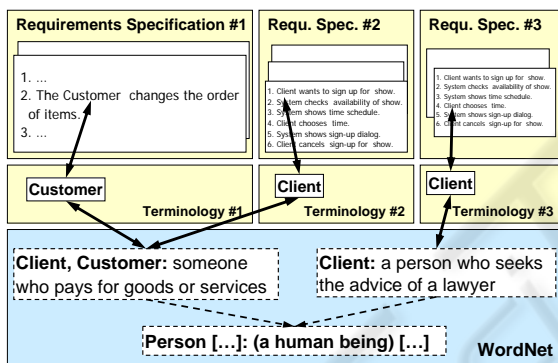 Requirements Specification #1
1. ...
2. The Customer changes the order
of items.
3. ...
Requ. Spec. #2
1. Client wants to sign up for show.
2. System checks availability of show.
3. System shows time schedule.
4. Client chooses time.
5. System shows sign-up dialog.
6. Client cancels sign-up for show.
Requ. Spec. #3
1. Client wants to sign up for show.
2. System checks availability of show.
3. System shows time schedule.
4. Client chooses time.
5. System shows sign-up dialog.
6. Client cancels sign-up for show.
Customer
Terminology #1
Client
Terminology #2
Client
Terminology #3
Client, Customer: someone
who pays for goods or services
Client: a person who seeks
the advice of a lawyer
Person [...]: (a human being) [...]
WordNet